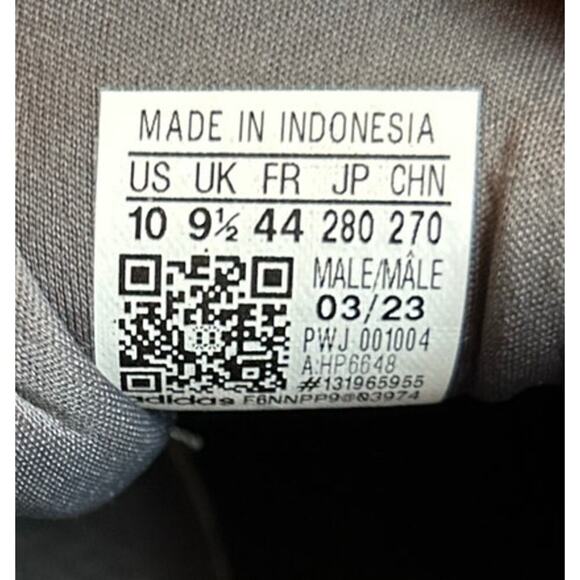 MADE IN INDONESIA
US UK FR JP CHN
10 9½ 44 280 270
MALE/MÂLE
03/23
PWJ 001004
A:HP6648
#131965955
adidas F6NNPP9@03974